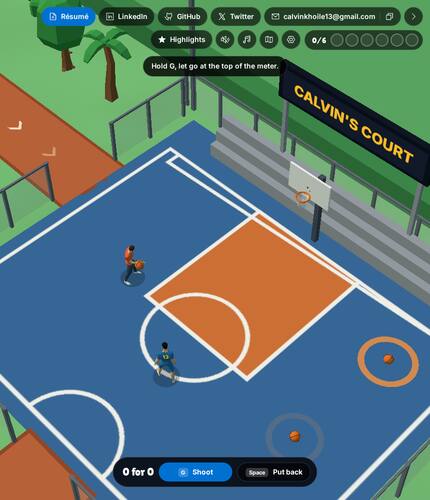 Résumé LinkedIn GitHub Twitter calvinkhoile13@gmail.com
Highlights 0/6
Hold G, let go at the top of the meter.
CALVIN'S COURT
13
0 for 0 G Shoot Space Put back